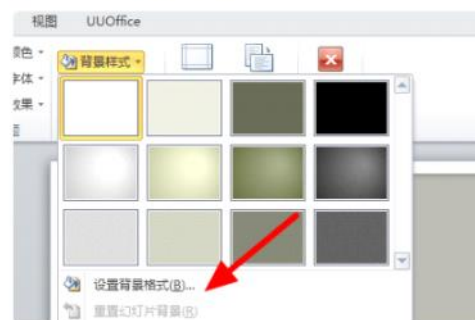 视图 UUOffice
颜色
背景样式
字体
效果
设置背景格式(B)...
重置幻灯片背景(R)